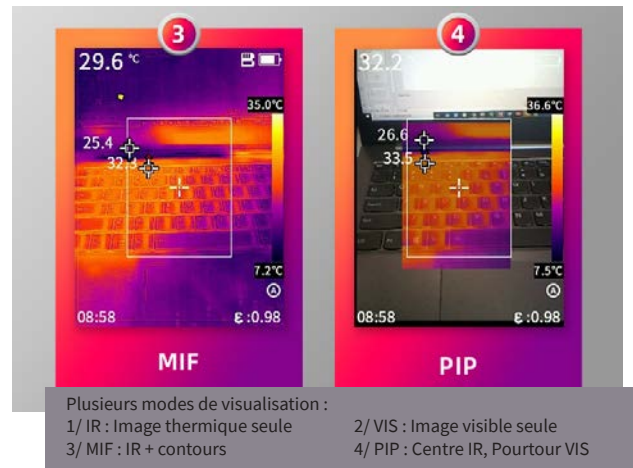 3
29.6 °C
35.0°C
25.4
32.3
7.2°C
A
08:58
ε :0.98
MIF
4
32.2
36.6°C
26.6
33.5
7.5°C
A
08:58
ε :0.98
PIP
Plusieurs modes de visualisation :
1/ IR : Image thermique seule 2/ VIS : Image visible seule
3/ MIF : IR + contours 4/ PIP : Centre IR, Pourtour VIS